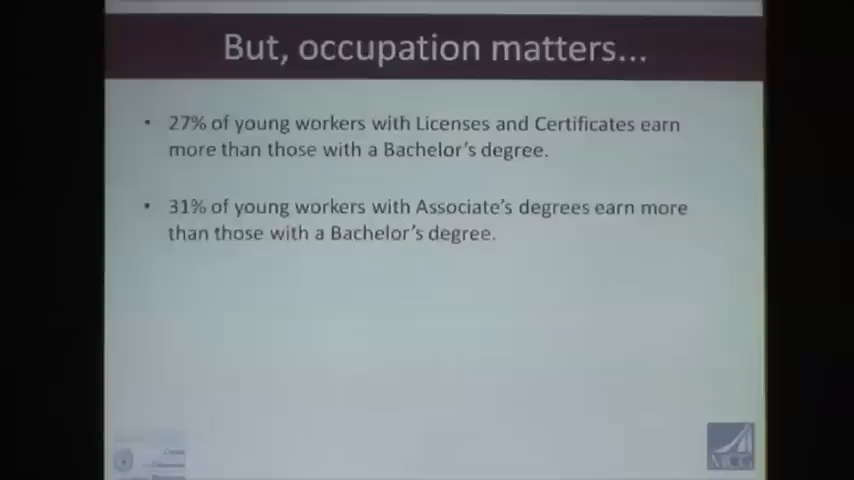 But, occupation matters...
• 27% of young workers with Licenses and Certificates earn
more than those with a Bachelor's degree.
• 31% of young workers with Associate's degrees earn more
than those with a Bachelor's degree.